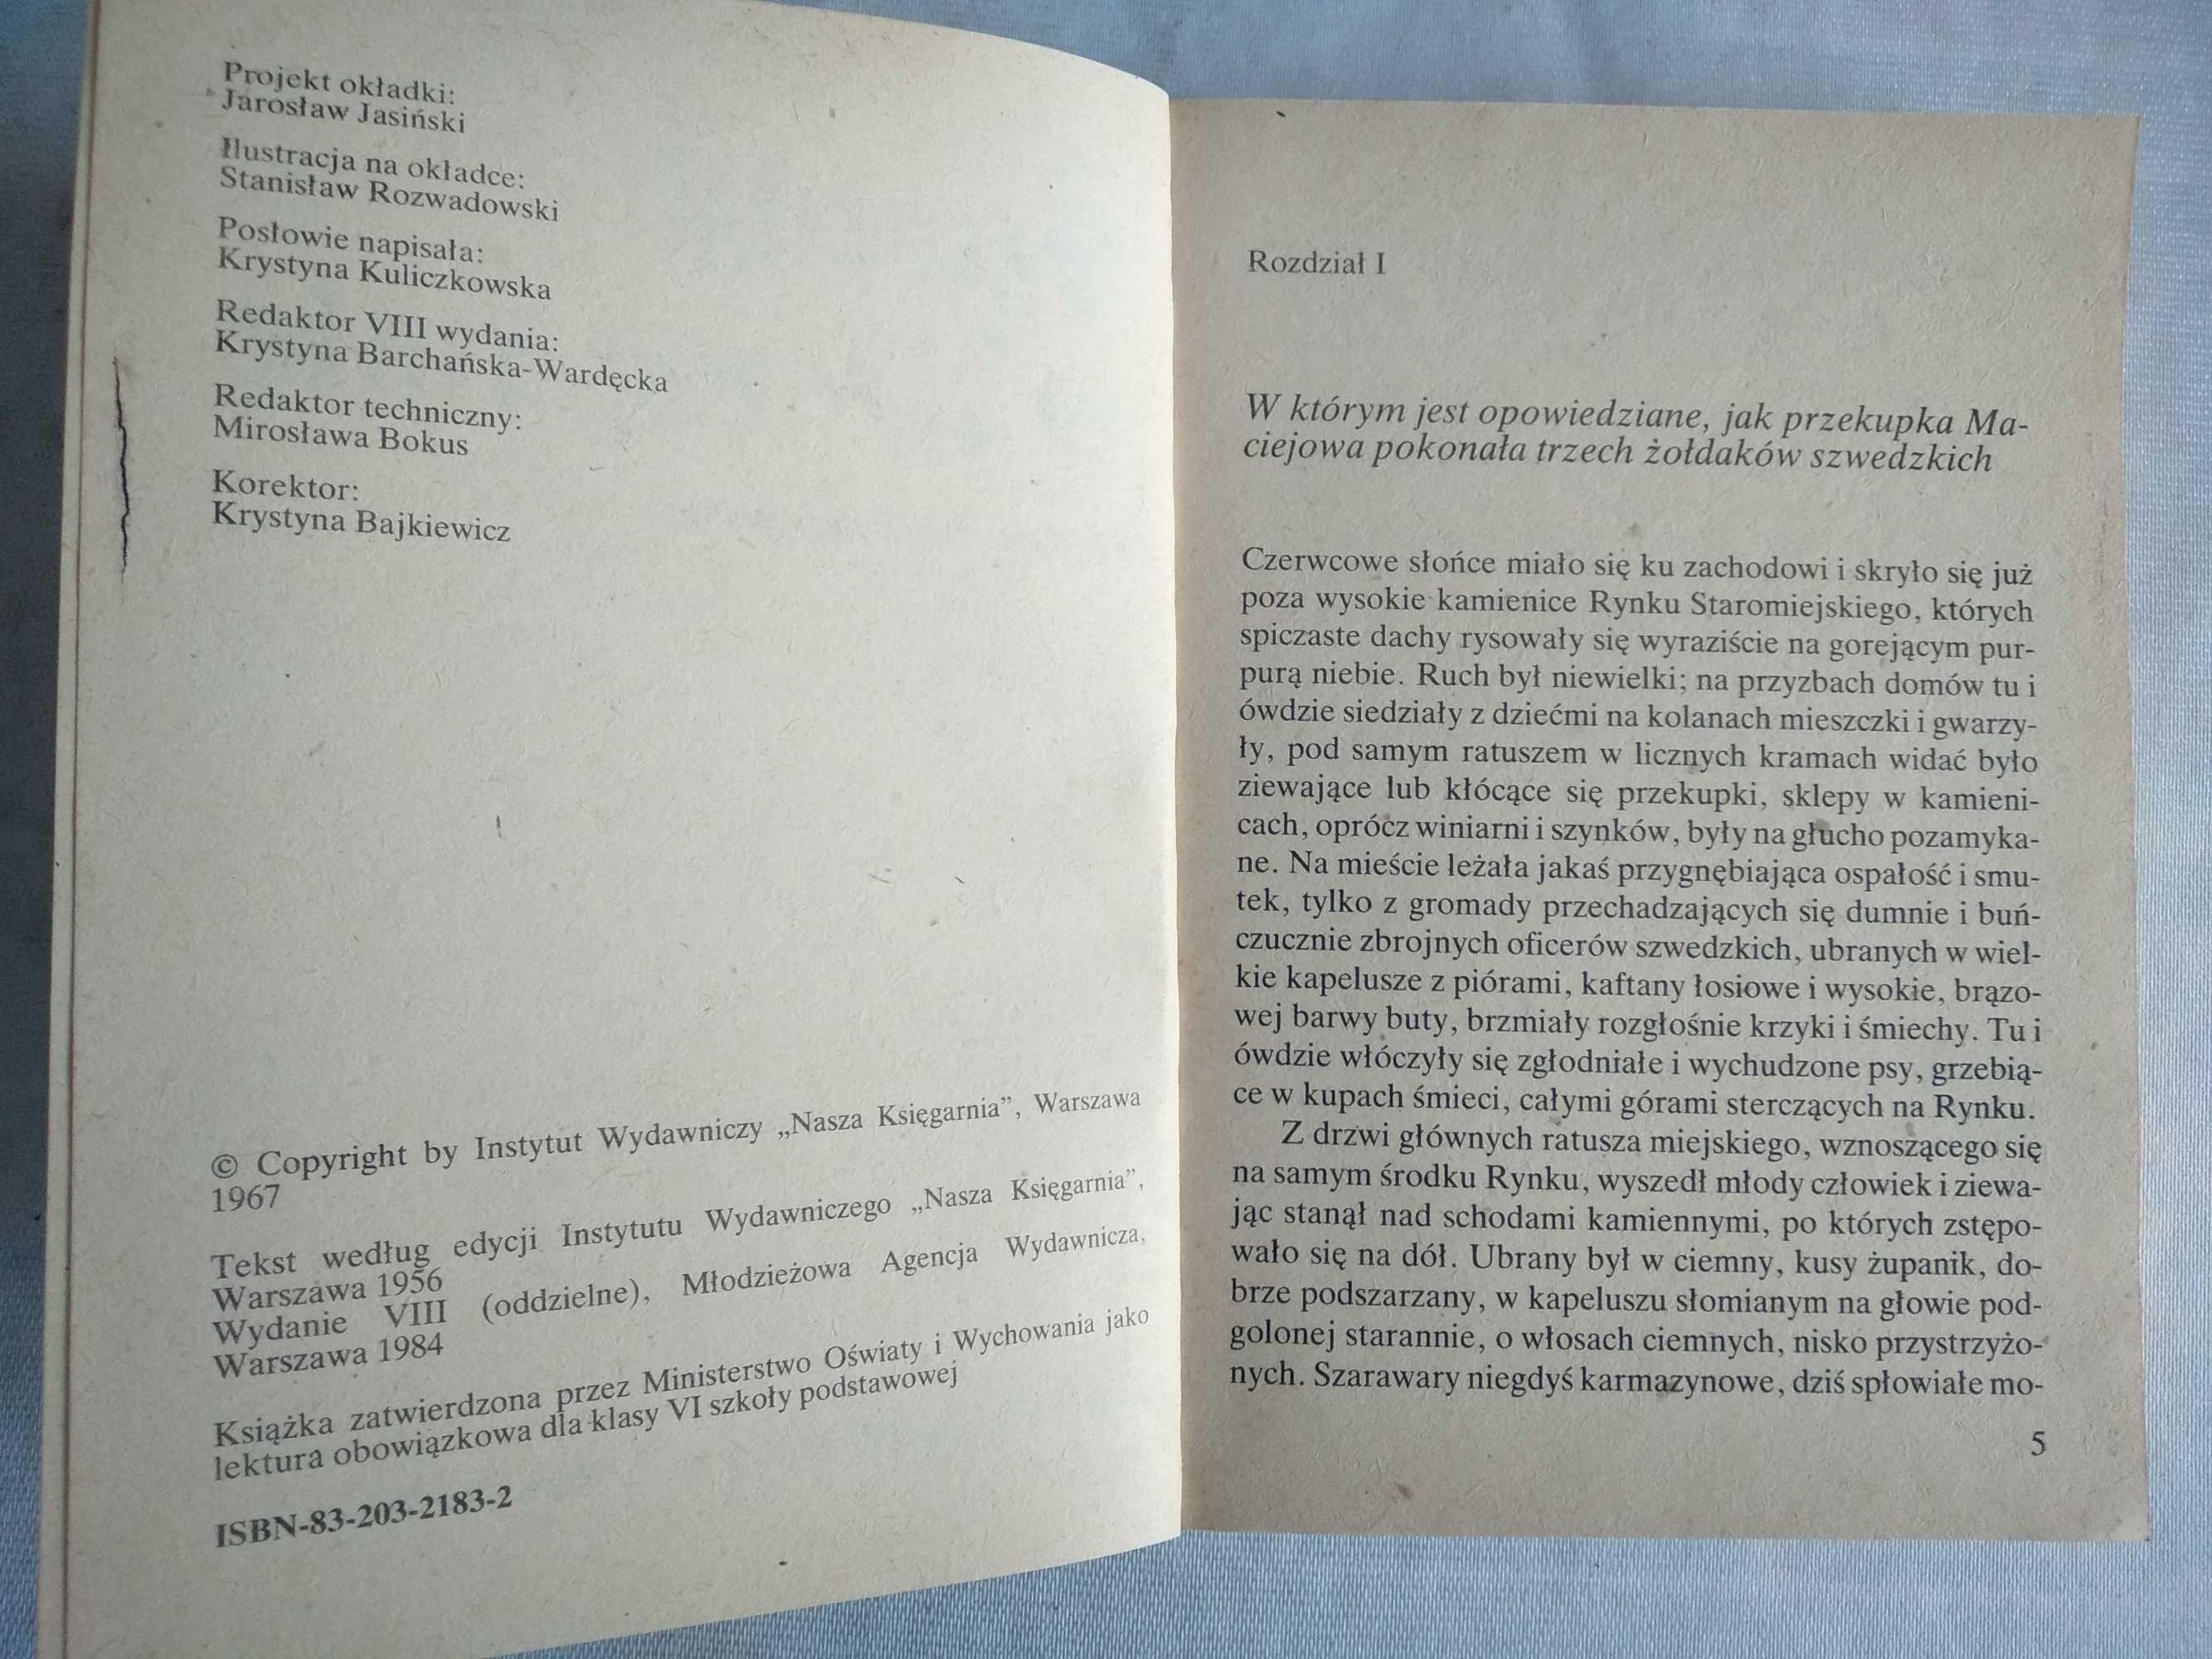 Projekt okładki:
Jarosław Jasiński
Ilustracja na okładce:
Stanisław Rozwadowski
Posłowie napisała:
Krystyna Kuliczkowska
Redaktor VIII wydania:
Krystyna Barchańska-Wardęcka
Redaktor techniczny:
Mirosława Bokus
Korektor:
Krystyna Bajkiewicz
© Copyright by Instytut Wydawniczy „Nasza Księgarnia”, Warszawa
1967
Tekst według edycji Instytutu Wydawniczego „Nasza Księgarnia”,
Warszawa 1956
Wydanie VIII (oddzielne), Młodzieżowa Agencja Wydawnicza,
Warszawa 1984
Książka zatwierdzona przez Ministerstwo Oświaty i Wychowania jako
lektura obowiązkowa dla klasy VI szkoły podstawowej
ISBN-83-203-2183-2
Rozdział I
W którym jest opowiedziane, jak przekupka Ma-
ciejowa pokonała trzech żołdaków szwedzkich
Czerwcowe słońce miało się ku zachodowi i skryło się już
poza wysokie kamienice Rynku Staromiejskiego, których
spiczaste dachy rysowały się wyraziście na gorejącym pur-
purą niebie. Ruch był niewielki; na przyzbach domów tu i
ówdzie siedziały z dziećmi na kolanach mieszczki i gwarzy-
ły, pod samym ratuszem w licznych kramach widać było
ziewające lub kłócące się przekupki, sklepy w kamieni-
cach, oprócz winiarni i szynków, były na głucho pozamyka-
ne. Na mieście leżała jakaś przygnębiająca ospałość i smu-
tek, tylko z gromady przechadzających się dumnie i buń-
czucznie zbrojnych oficerów szwedzkich, ubranych w wiel-
kie kapelusze z piórami, kaftany łosiowe i wysokie, brązo-
wej barwy buty, brzmiały rozgłośnie krzyki i śmiechy. Tu i
ówdzie włóczyły się zgłodniałe i wychudzone psy, grzebią-
ce w kupach śmieci, całymi górami sterczących na Rynku.
Z drzwi głównych ratusza miejskiego, wznoszącego się
na samym środku Rynku, wyszedł młody człowiek i ziewa-
jąc stanął nad schodami kamiennymi, po których zstępo-
wało się na dół. Ubrany był w ciemny, kusy żupanik, do-
brze podszarzany, w kapeluszu słomianym na głowie pod-
golonej starannie, o włosach ciemnych, nisko przystrzyżo-
nych. Szarawary niegdyś karmazynowe, dziś spłowiałe mo-
5